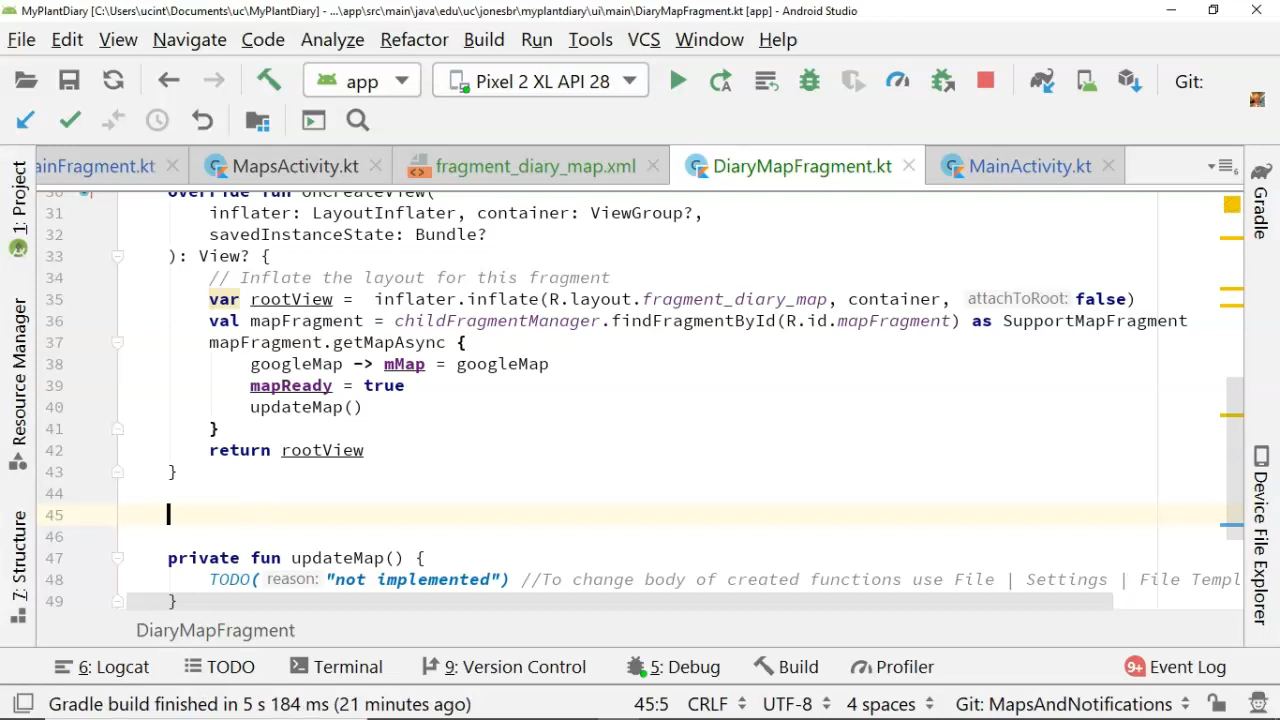 MyPlantDiary [C:\Users\ucint\Documents\uc\MyPlantDiary] - ...\app\src\main\java\edu\uc\jonesbr\myplantdiary\ui\main\DiaryMapFragment.kt [app] - Android Studio
File Edit View Navigate Code Analyze Refactor Build Run Tools VCS Window Help
app Pixel 2 XL API 28 Git:
ainFragment.kt MapsActivity.kt fragment_diary_map.xml DiaryMapFragment.kt MainActivity.kt
1: Project
Resource Manager
7: Structure
30 override fun onCreateView(
31 inflater: LayoutInflater, container: ViewGroup?,
32 savedInstanceState: Bundle?
33 ): View? {
34 // Inflate the layout for this fragment
35 var rootView = inflater.inflate(R.layout.fragment_diary_map, container, attachToRoot: false)
36 val mapFragment = childFragmentManager.findFragmentById(R.id.mapFragment) as SupportMapFragment
37 mapFragment.getMapAsync {
38 googleMap -> mMap = googleMap
39 mapReady = true
40 updateMap()
41 }
42 return rootView
43 }
44
45
46
47 private fun updateMap() {
48 TODO( reason: "not implemented") //To change body of created functions use File | Settings | File Templ
49 }
Gradle
Device File Explorer
DiaryMapFragment
6: Logcat TODO Terminal 9: Version Control 5: Debug Build Profiler 9+ Event Log
Gradle build finished in 5 s 184 ms (21 minutes ago) 45:5 CRLF UTF-8 4 spaces Git: MapsAndNotifications